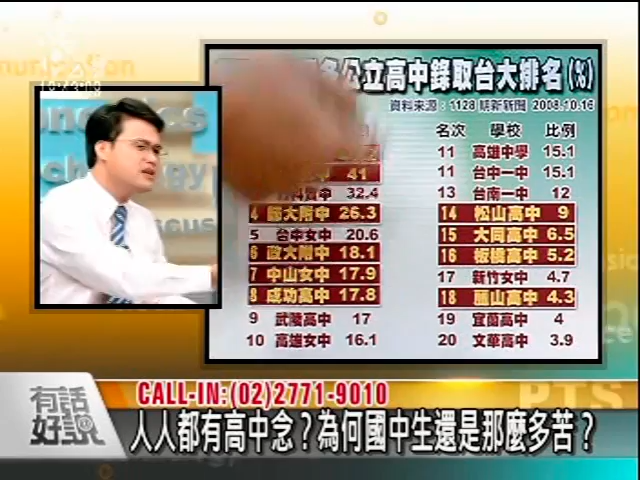 公立高中錄取台大排名(%)
資料來源：1128 期新新聞 2008.10.16
名次 學校 比例
41
32.4
4 師大附中 26.3
5 台中女中 20.6
6 政大附中 18.1
7 中山女中 17.9
8 成功高中 17.8
9 武陵高中 17
10 高雄女中 16.1
11 高雄中學 15.1
11 台中一中 15.1
13 台南一中 12
14 松山高中 9
15 大同高中 6.5
16 板橋高中 5.2
17 新竹女中 4.7
18 麗山高中 4.3
19 宜蘭高中 4
20 文華高中 3.9
CALL-IN:(02)2771-9010
PTS
有話好說
人人都有高中念？為何國中生還是那麼多苦？